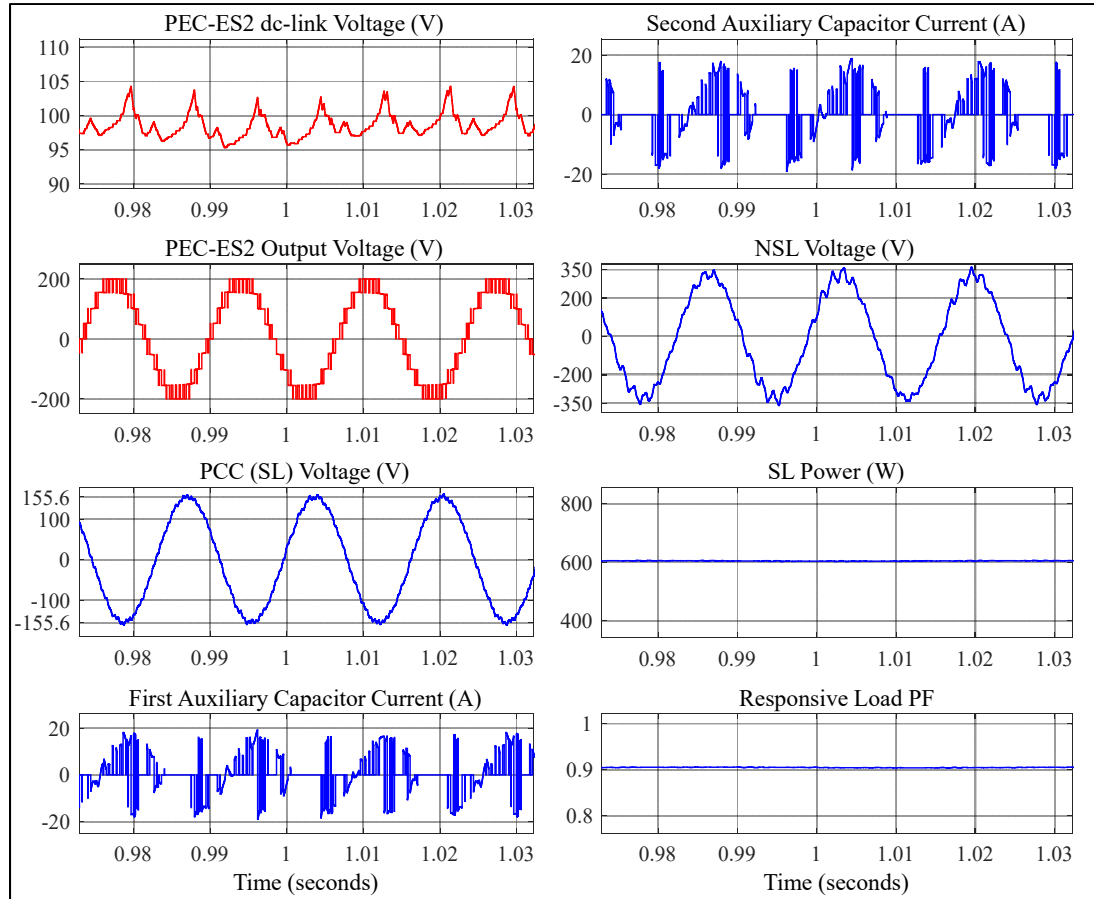 PEC-ES2 dc-link Voltage (V)
110
105
100
95
90
0.98 0.99 1 1.01 1.02 1.03
Second Auxiliary Capacitor Current (A)
20
0
-20
0.98 0.99 1 1.01 1.02 1.03
PEC-ES2 Output Voltage (V)
200
0
-200
0.98 0.99 1 1.01 1.02 1.03
NSL Voltage (V)
350
200
0
-200
-350
0.98 0.99 1 1.01 1.02 1.03
PCC (SL) Voltage (V)
155.6
100
0
-100
-155.6
0.98 0.99 1 1.01 1.02 1.03
SL Power (W)
800
600
400
0.98 0.99 1 1.01 1.02 1.03
First Auxiliary Capacitor Current (A)
20
0
-20
0.98 0.99 1 1.01 1.02 1.03
Time (seconds)
Responsive Load PF
1
0.9
0.8
0.98 0.99 1 1.01 1.02 1.03
Time (seconds)